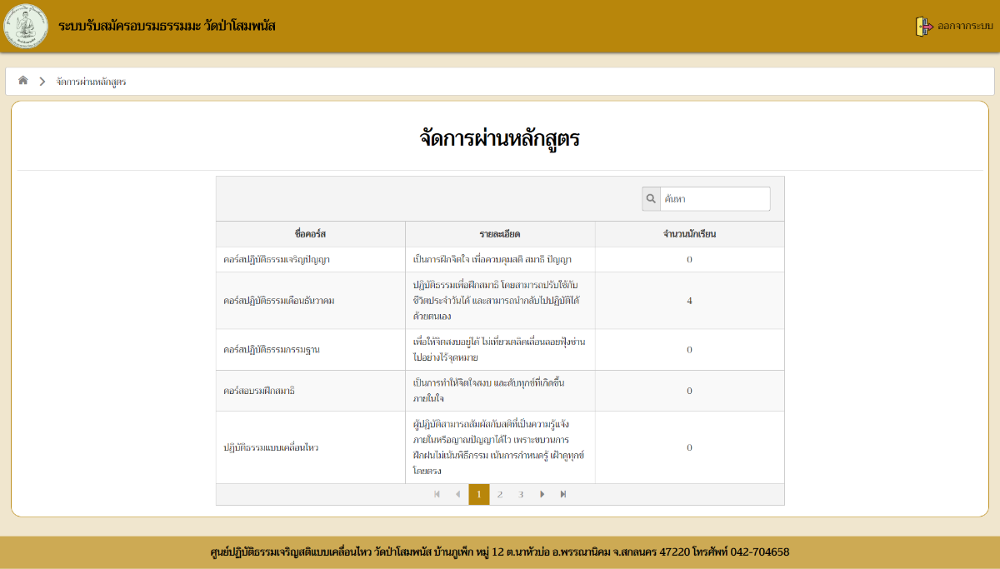 ระบบรับสมัครอบรมธรรมมะ วัดป่าโสมพนัส
ออกจากระบบ
จัดการผ่านหลักสูตร
จัดการผ่านหลักสูตร
ค้นหา
ชื่อคอร์ส รายละเอียด จำนวนนักเรียน
คอร์สปฏิบัติธรรมเจริญปัญญา เป็นการฝึกจิตใจ เพื่อควบคุมสติ สมาธิ ปัญญา 0
คอร์สปฏิบัติธรรมเดือนธันวาคม
ปฏิบัติธรรมเพื่อฝึกสมาธิ โดยสามารถปรับใช้กับ
ชีวิตประจำวันได้ และสามารถนำกลับไปปฏิบัติได้
ด้วยตนเอง
4
คอร์สปฏิบัติธรรมกรรมฐาน
เพื่อให้จิตสงบอยู่ได้ ไม่เที่ยวเตลิดเลื่อนลอยฟุ้งซ่าน
ไปอย่างไร้จุดหมาย
0
คอร์สอบรมฝึกสมาธิ
เป็นการทำให้จิตใจสงบ และดับทุกข์ที่เกิดขึ้น
ภายในใจ
0
ปฏิบัติธรรมแบบเคลื่อนไหว
ผู้ปฏิบัติสามารถสัมผัสกับสติที่เป็นความรู้แจ้ง
ภายในหรือญาณปัญญาได้ไว เพราะขบวนการ
ฝึกฝนไม่เน้นพิธีกรรม เน้นการกำหนดรู้ เฝ้าดูทุกข์
โดยตรง
0
1 2 3
ศูนย์ปฏิบัติธรรมเจริญสติแบบเคลื่อนไหว วัดป่าโสมพนัส บ้านภูเพ็ก หมู่ 12 ต.นาหัวบ่อ อ.พรรณานิคม จ.สกลนคร 47220 โทรศัพท์ 042-704658